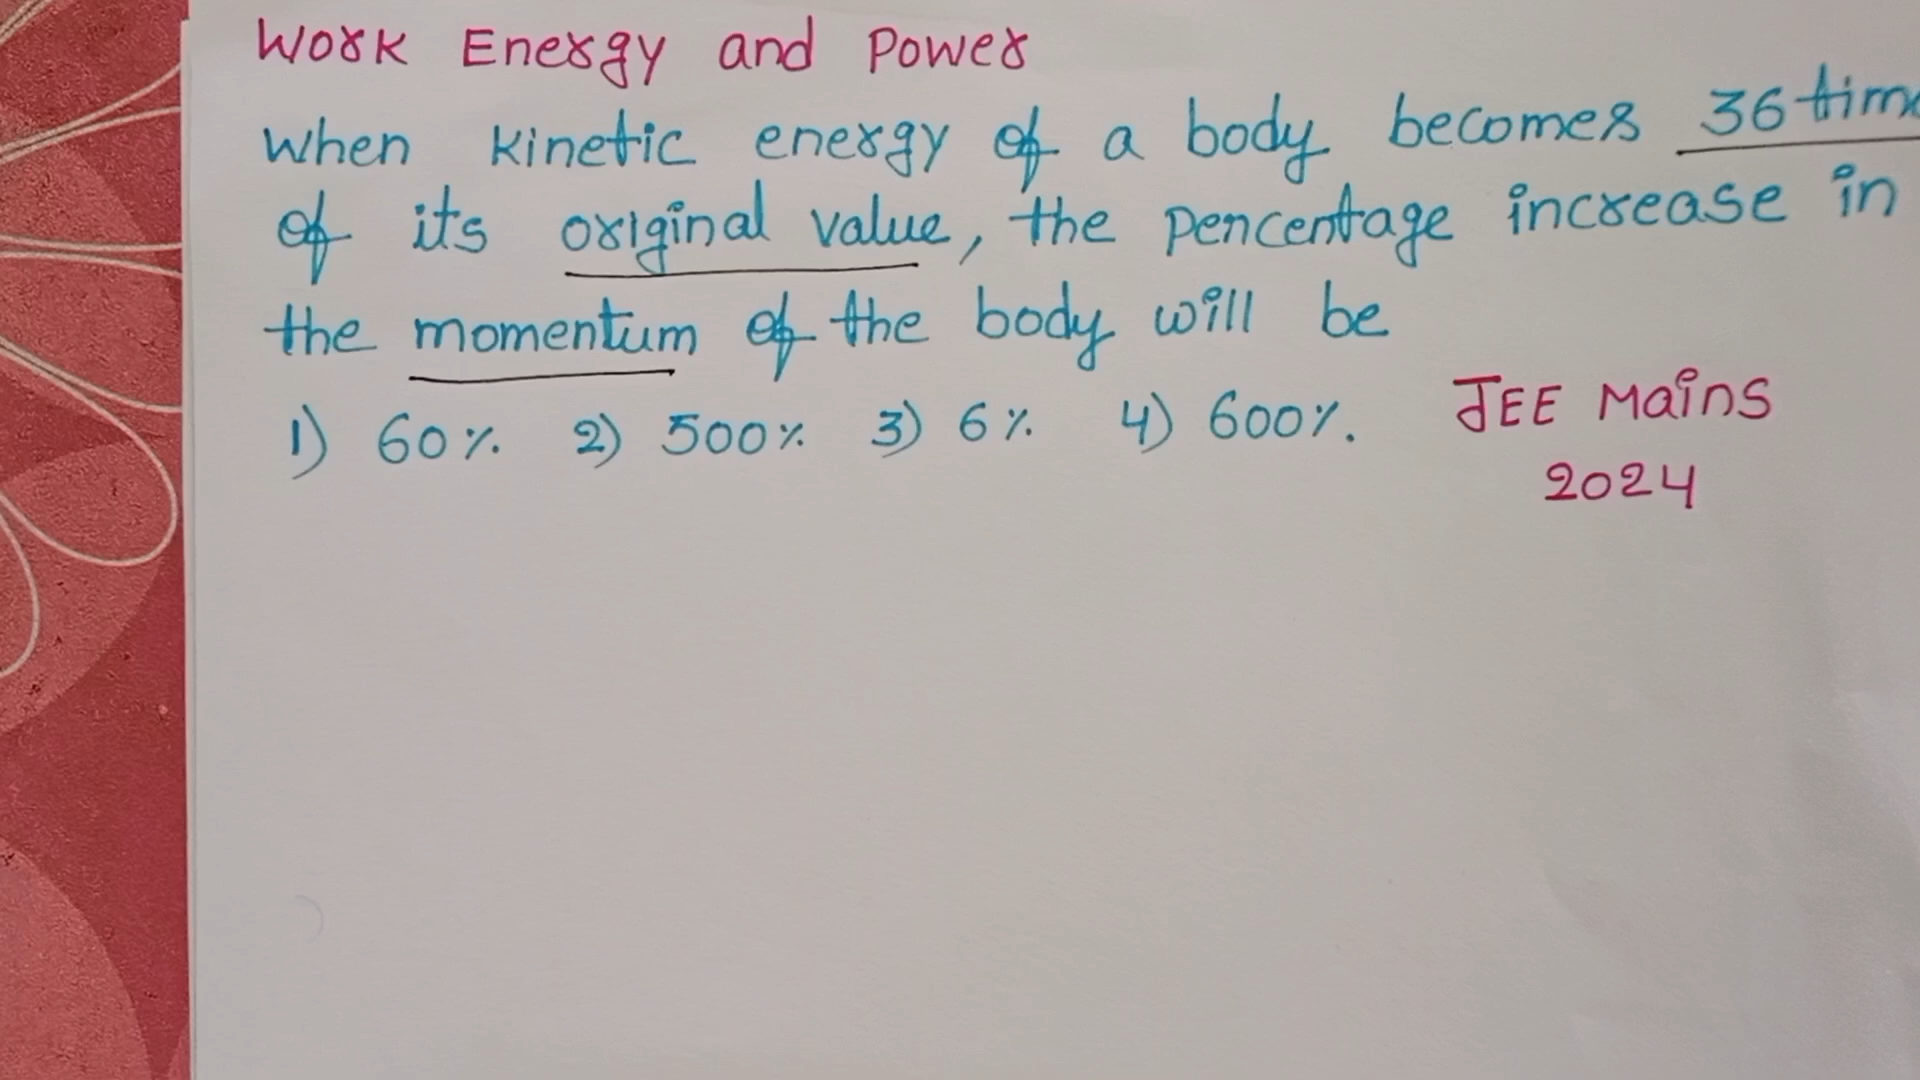 Work Energy and Power
When kinetic energy of a body becomes 36 time
of its original value, the pencentage increase in
the momentum of the body will be
1) 60% 2) 500% 3) 6% 4) 600%. JEE Mains
2024